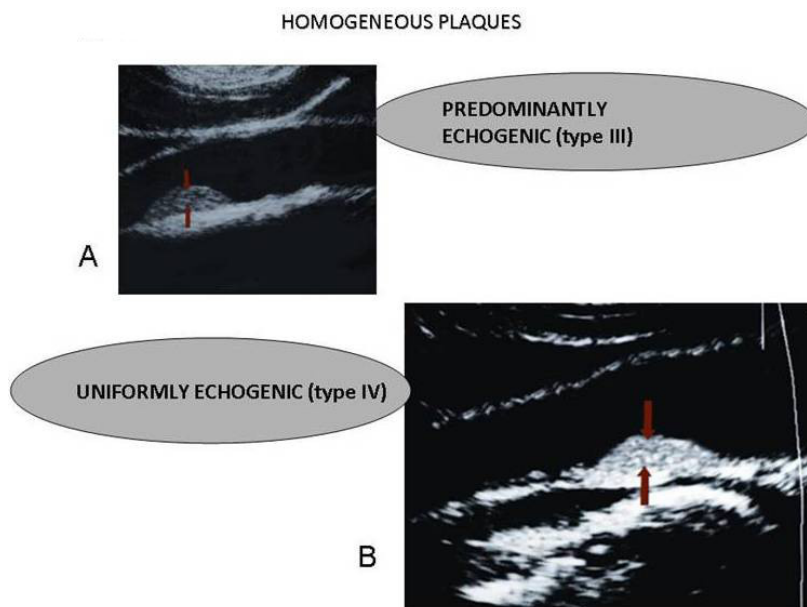 HOMOGENEOUS PLAQUES
PREDOMINANTLY
ECHOGENIC (type III)
A
UNIFORMLY ECHOGENIC (type IV)
B